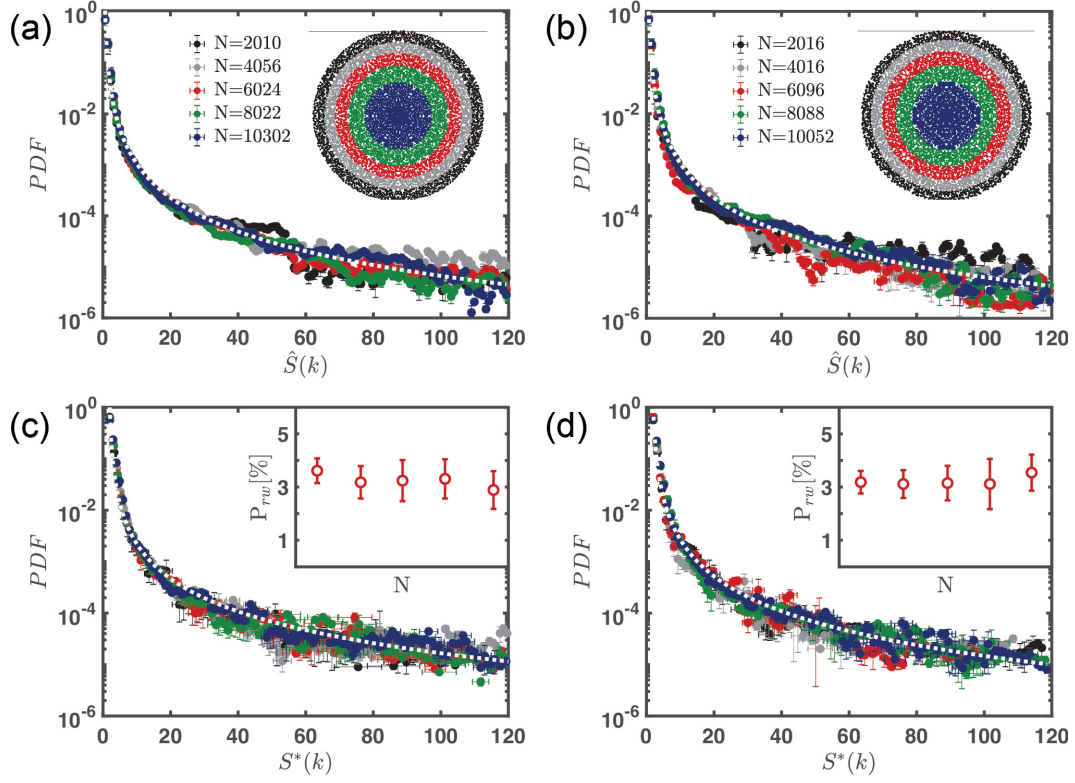 (a)
N=2010
N=4056
N=6024
N=8022
N=10302
PDF
10^0
10^-2
10^-4
10^-6
0 20 40 60 80 100 120
Ŝ(k)
(b)
N=2016
N=4016
N=6096
N=8088
N=10052
PDF
10^0
10^-2
10^-4
10^-6
0 20 40 60 80 100 120
Ŝ(k)
(c)
PDF
10^0
10^-2
10^-4
10^-6
0 20 40 60 80 100 120
S*(k)
P_rw[%]
5
3
1
N
(d)
PDF
10^0
10^-2
10^-4
10^-6
0 20 40 60 80 100 120
S*(k)
P_rw[%]
5
3
1
N